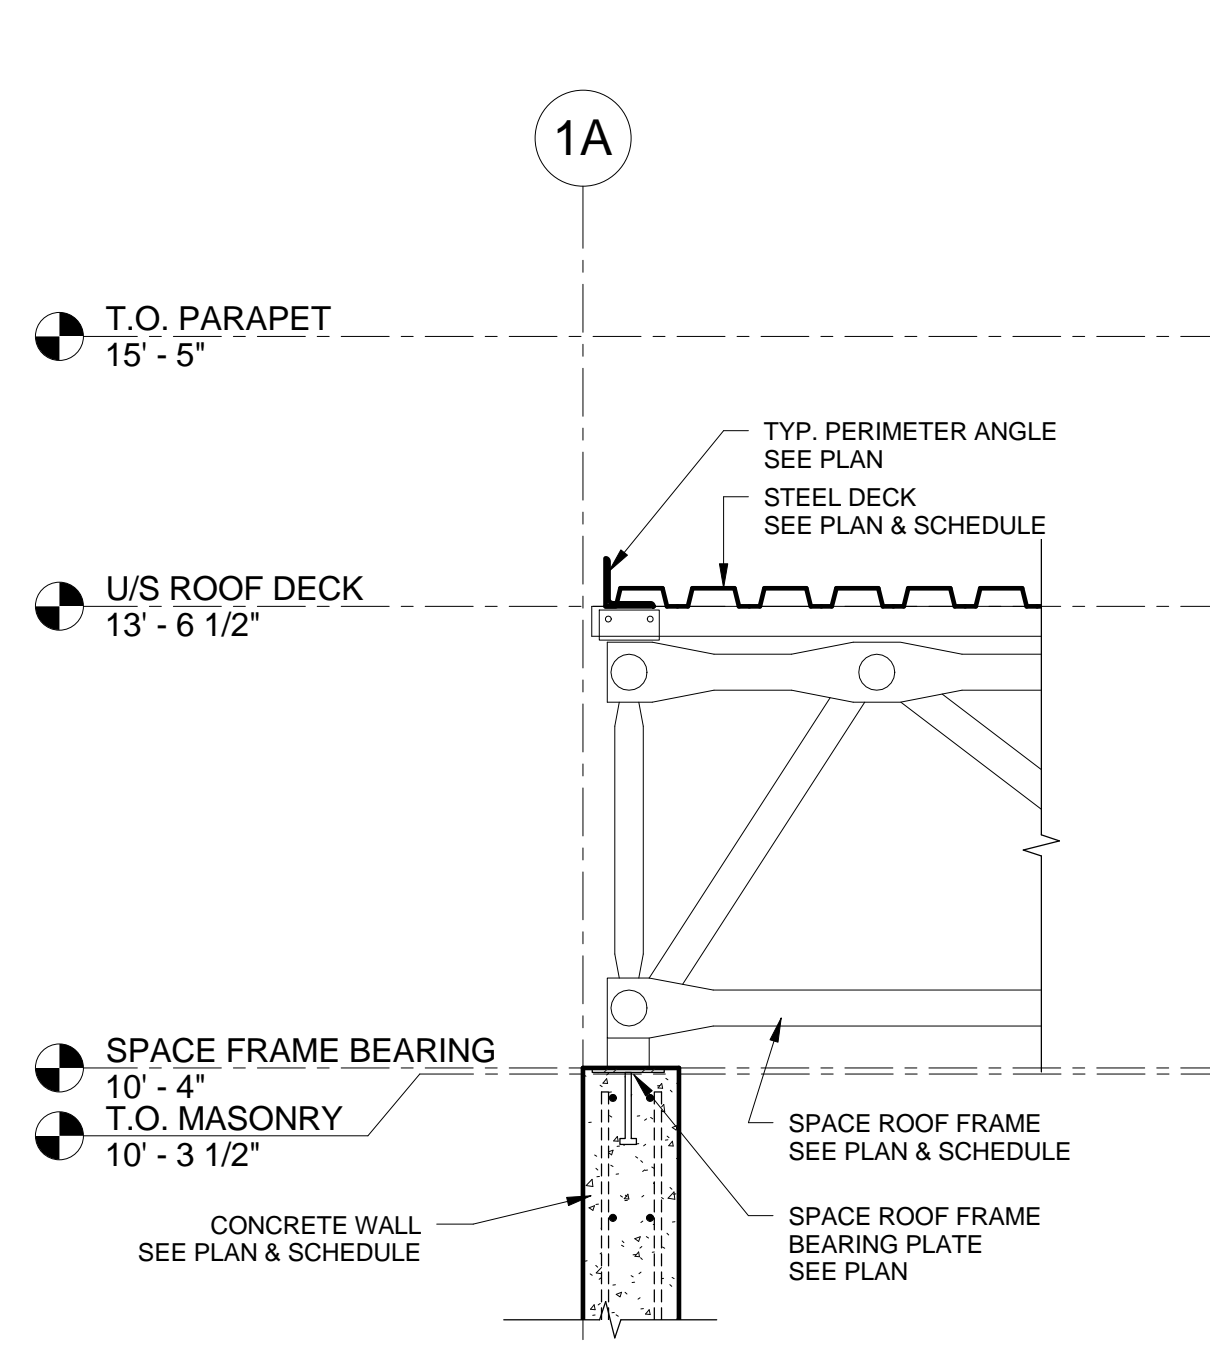 1A
T.O. PARAPET
15' - 5"
TYP. PERIMETER ANGLE
SEE PLAN
STEEL DECK
SEE PLAN & SCHEDULE
U/S ROOF DECK
13' - 6 1/2"
SPACE FRAME BEARING
10' - 4"
T.O. MASONRY
10' - 3 1/2"
SPACE ROOF FRAME
SEE PLAN & SCHEDULE
CONCRETE WALL
SEE PLAN & SCHEDULE
SPACE ROOF FRAME
BEARING PLATE
SEE PLAN